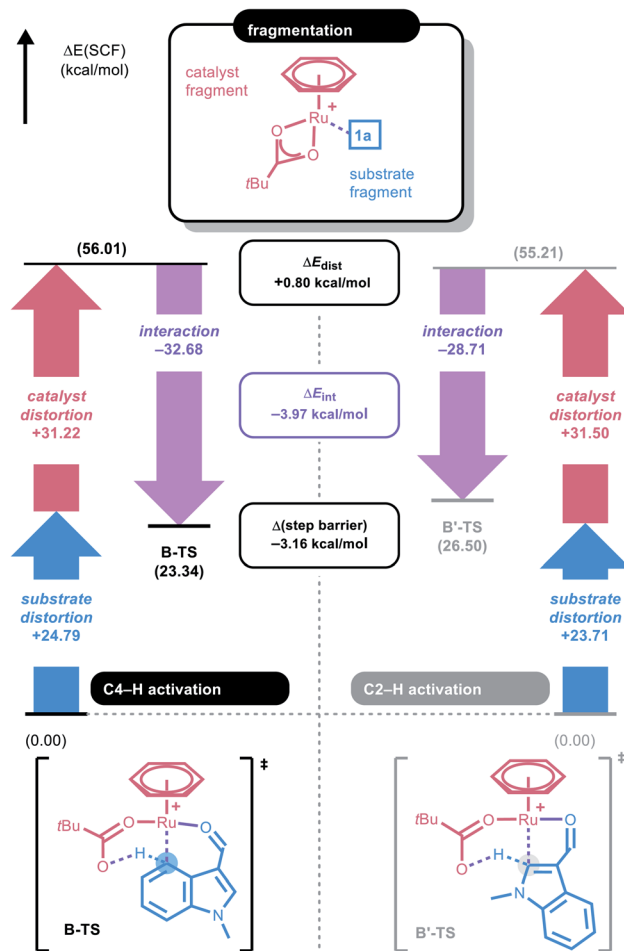 fragmentation
ΔE(SCF)
(kcal/mol)
catalyst
fragment
Ru
+
1a
O
O
tBu
substrate
fragment
(56.01)
ΔEdist
+0.80 kcal/mol
(55.21)
interaction
–32.68
interaction
–28.71
ΔEint
–3.97 kcal/mol
catalyst
distortion
+31.22
catalyst
distortion
+31.50
Δ(step barrier)
–3.16 kcal/mol
B-TS
(23.34)
B'-TS
(26.50)
substrate
distortion
+24.79
substrate
distortion
+23.71
C4–H activation
C2–H activation
(0.00)
(0.00)
‡
‡
+
tBu
O
Ru
O
O
H
N
B-TS
+
tBu
O
Ru
O
O
H
N
B'-TS